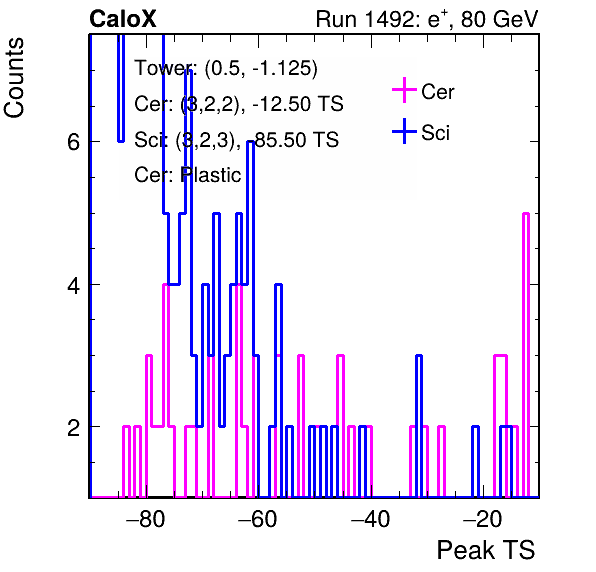 CaloX Run 1492: e⁺, 80 GeV
Counts
Tower: (0.5, -1.125)
Cer: (3,2,2), -12.50 TS
Sci: (3,2,3), -85.50 TS
Cer: Plastic
Cer
Sci
6
4
2
−80 −60 −40 −20
Peak TS